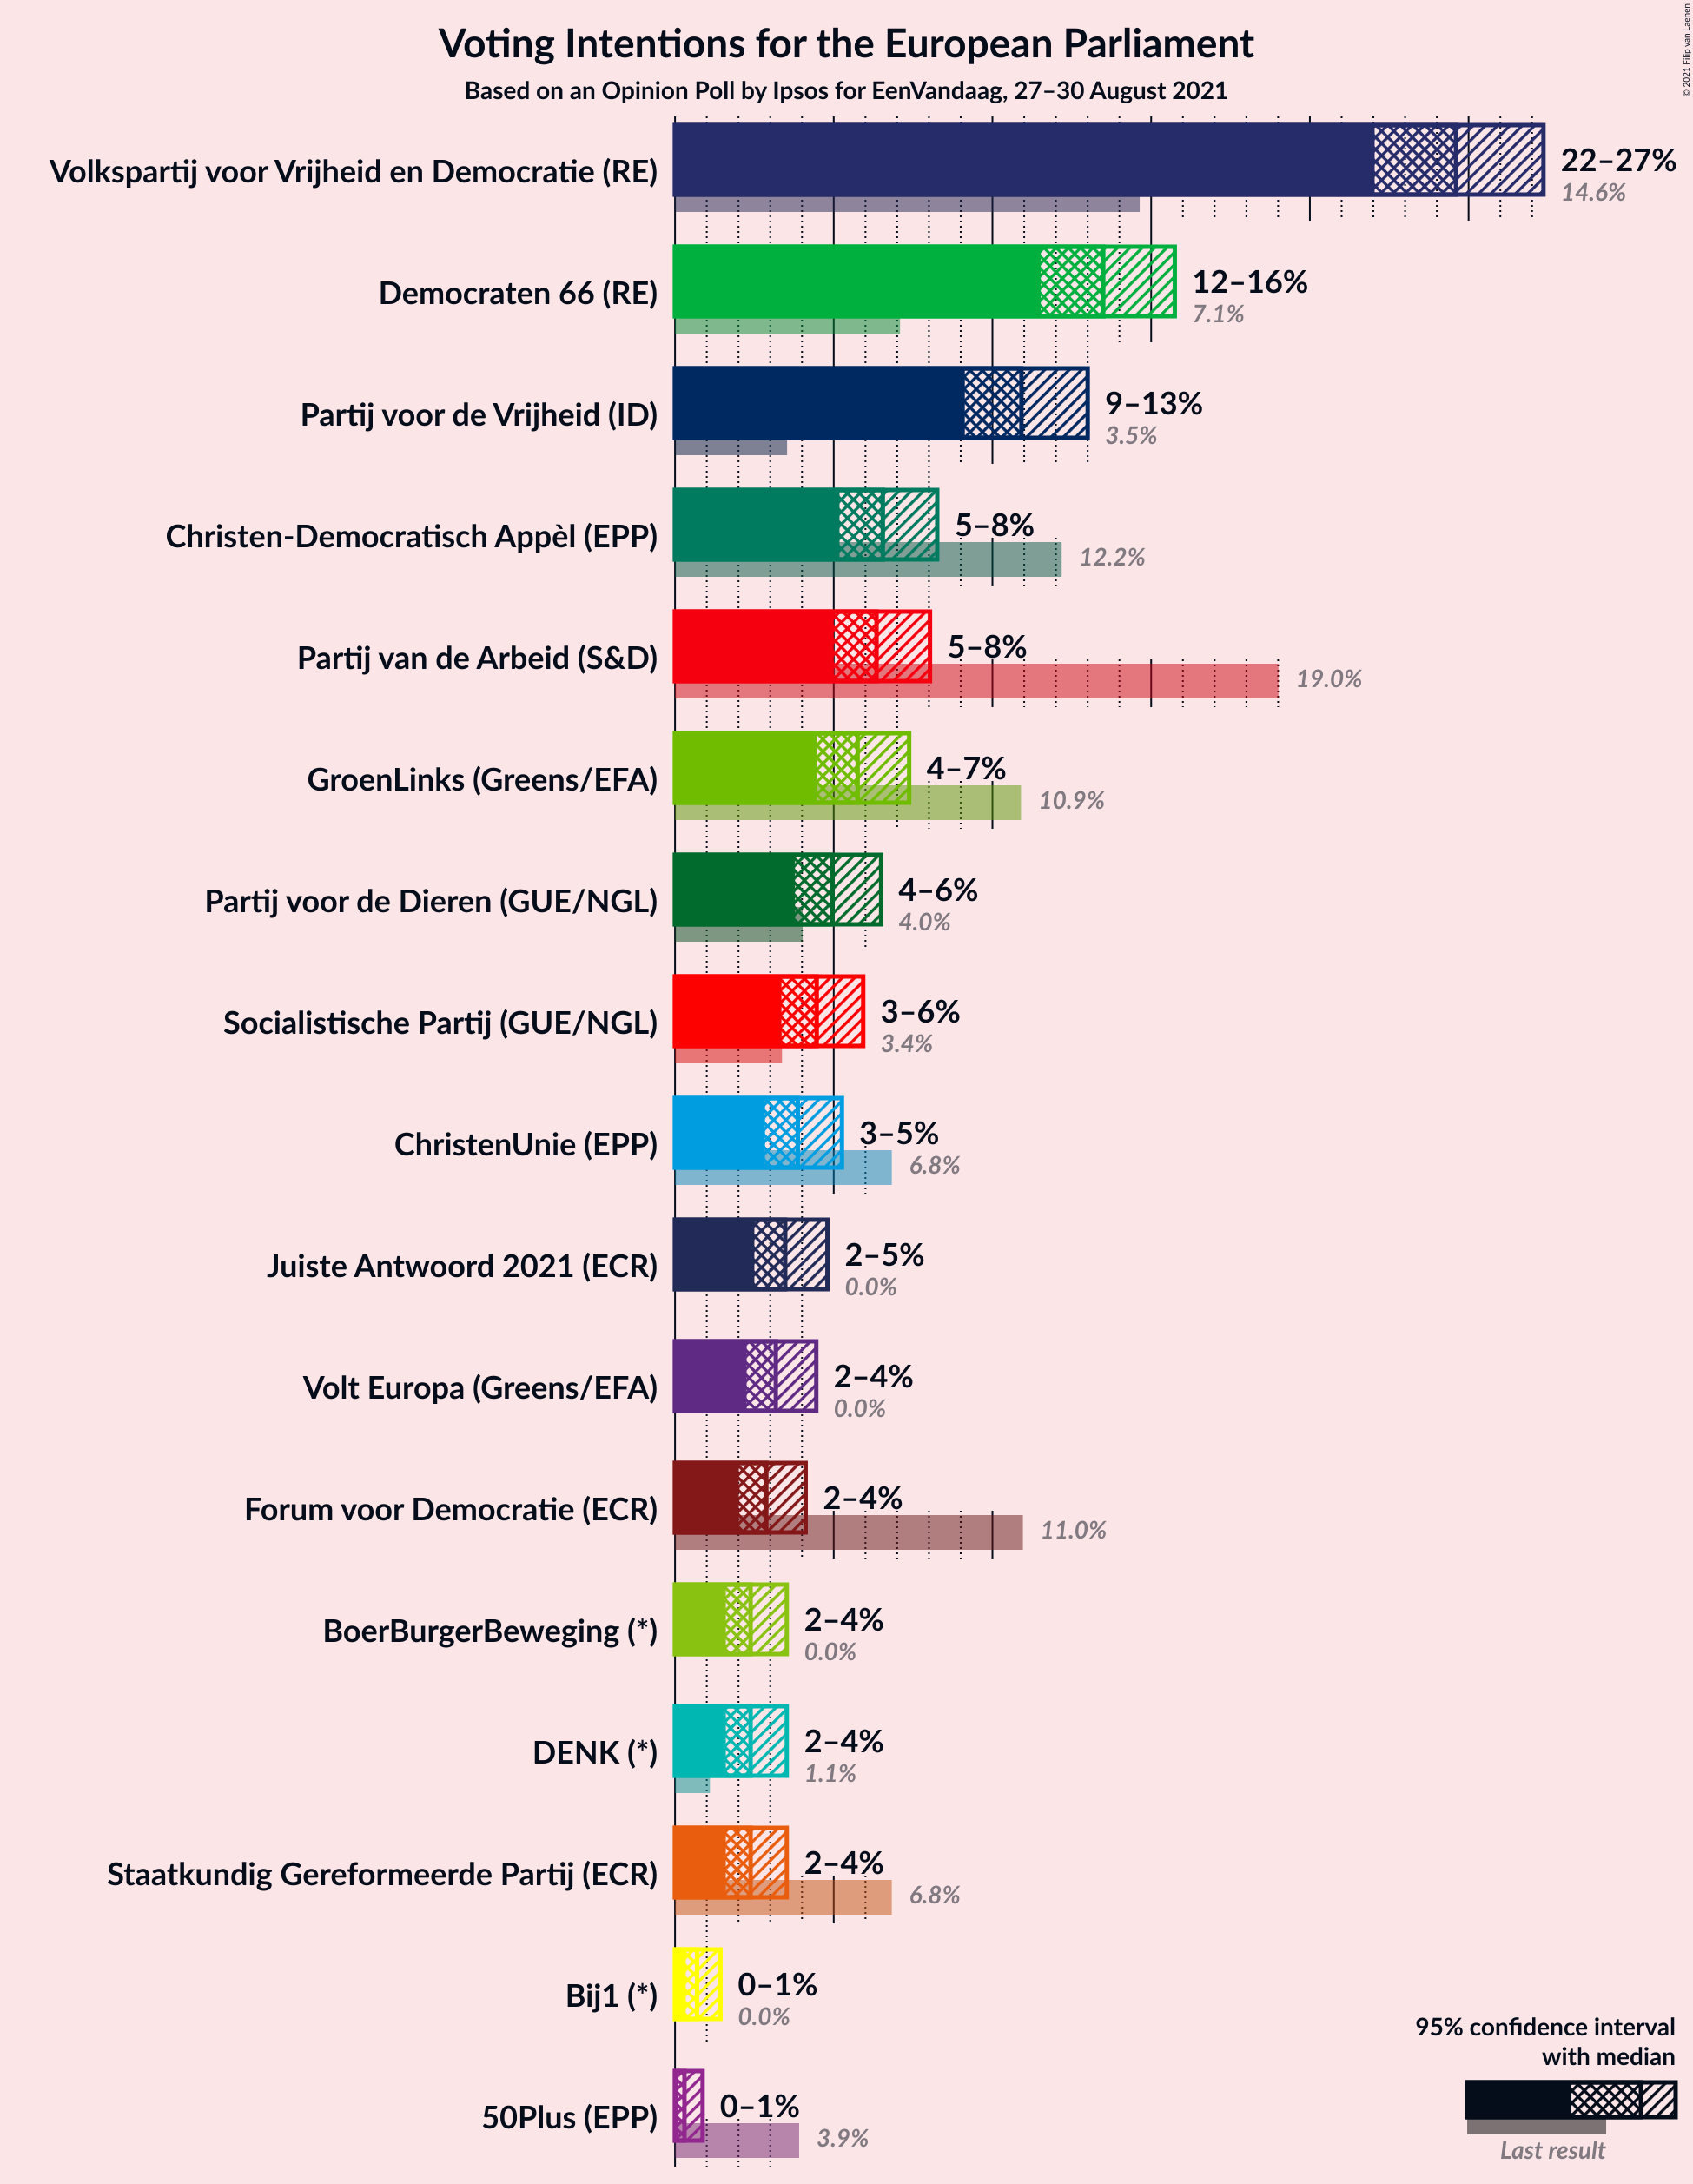 Voting Intentions for the European Parliament
Based on an Opinion Poll by Ipsos for EenVandaag, 27–30 August 2021
© 2021 Filip van Laenen
Volkspartij voor Vrijheid en Democratie (RE)
22–27%
14.6%
Democraten 66 (RE)
12–16%
7.1%
Partij voor de Vrijheid (ID)
9–13%
3.5%
Christen-Democratisch Appèl (EPP)
5–8%
12.2%
Partij van de Arbeid (S&D)
5–8%
19.0%
GroenLinks (Greens/EFA)
4–7%
10.9%
Partij voor de Dieren (GUE/NGL)
4–6%
4.0%
Socialistische Partij (GUE/NGL)
3–6%
3.4%
ChristenUnie (EPP)
3–5%
6.8%
Juiste Antwoord 2021 (ECR)
2–5%
0.0%
Volt Europa (Greens/EFA)
2–4%
0.0%
Forum voor Democratie (ECR)
2–4%
11.0%
BoerBurgerBeweging (*)
2–4%
0.0%
DENK (*)
2–4%
1.1%
Staatkundig Gereformeerde Partij (ECR)
2–4%
6.8%
Bij1 (*)
0–1%
0.0%
50Plus (EPP)
0–1%
3.9%
95% confidence interval
with median
Last result